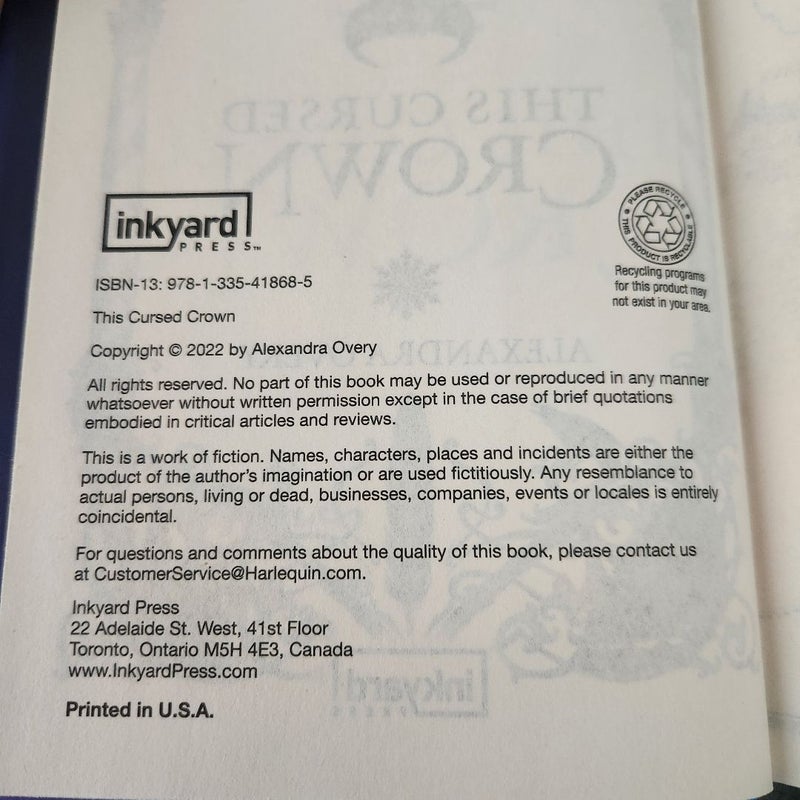 inkyard
PRESS™
PLEASE RECYCLE
THIS PRODUCT IS RECYCLABLE
Recycling programs
for this product may
not exist in your area.
ISBN-13: 978-1-335-41868-5
This Cursed Crown
Copyright © 2022 by Alexandra Overy
All rights reserved. No part of this book may be used or reproduced in any manner
whatsoever without written permission except in the case of brief quotations
embodied in critical articles and reviews.
This is a work of fiction. Names, characters, places and incidents are either the
product of the author's imagination or are used fictitiously. Any resemblance to
actual persons, living or dead, businesses, companies, events or locales is entirely
coincidental.
For questions and comments about the quality of this book, please contact us
at CustomerService@Harlequin.com.
Inkyard Press
22 Adelaide St. West, 41st Floor
Toronto, Ontario M5H 4E3, Canada
www.InkyardPress.com
Printed in U.S.A.
THIS CURSED
CROWN
ALEXANDRA
inkyard
PRESS